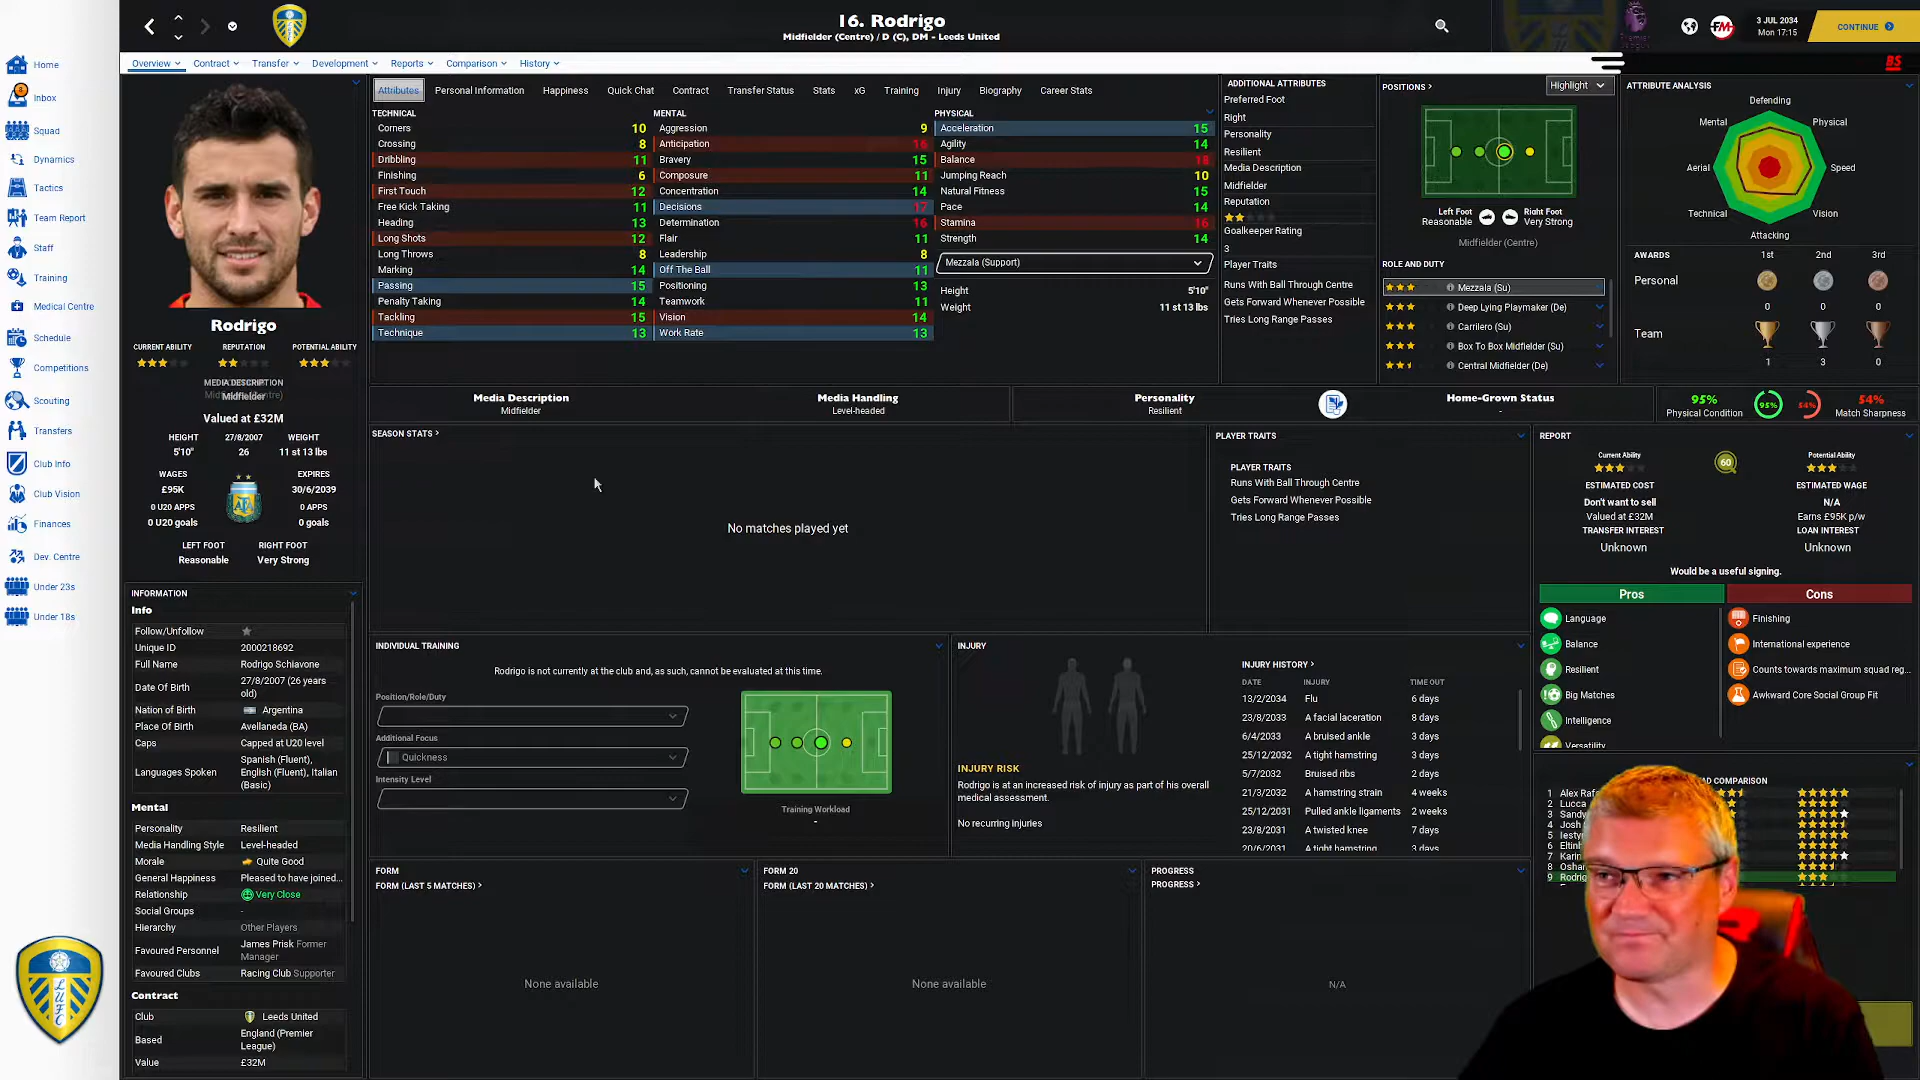 16. Rodrigo
Midfielder (Centre) / D (C), DM - Leeds United
3 JUL 2034
Mon 17:15
CONTINUE
Home
Inbox
Squad
Dynamics
Tactics
Team Report
Staff
Training
Medical Centre
Schedule
Competitions
Scouting
Transfers
Club Info
Club Vision
Finances
Dev. Centre
Under 23s
Under 18s
Overview Contract Transfer Development Reports Comparison History
BS
Attributes Personal Information Happiness Quick Chat Contract Transfer Status Stats xG Training Injury Biography Career Stats
TECHNICAL
Corners 10
Crossing 8
Dribbling 11
Finishing 6
First Touch 12
Free Kick Taking 11
Heading 13
Long Shots 12
Long Throws 8
Marking 14
Passing 15
Penalty Taking 14
Tackling 15
Technique 13
MENTAL
Aggression 9
Anticipation 16
Bravery 15
Composure 11
Concentration 14
Decisions 17
Determination 16
Flair 11
Leadership 8
Off The Ball 11
Positioning 13
Teamwork 11
Vision 14
Work Rate 13
PHYSICAL
Acceleration 15
Agility 14
Balance 18
Jumping Reach 10
Natural Fitness 15
Pace 14
Stamina 16
Strength 14
Mezzala (Support)
Height 5'10"
Weight 11 st 13 lbs
ADDITIONAL ATTRIBUTES
Preferred Foot
Right
Personality
Resilient
Media Description
Midfielder
Reputation
Goalkeeper Rating
3
Player Traits
Runs With Ball Through Centre
Gets Forward Whenever Possible
Tries Long Range Passes
POSITIONS >
Highlight
Left Foot
Reasonable
Right Foot
Very Strong
Midfielder (Centre)
ROLE AND DUTY
Mezzala (Su)
Deep Lying Playmaker (De)
Carrilero (Su)
Box To Box Midfielder (Su)
Central Midfielder (De)
ATTRIBUTE ANALYSIS
Defending
Mental Physical
Aerial Speed
Technical Vision
Attacking
AWARDS 1st 2nd 3rd
Personal
0 0 0
Team
1 3 0
Rodrigo
CURRENT ABILITY REPUTATION POTENTIAL ABILITY
Midfielder
Valued at £32M
HEIGHT 27/8/2007 WEIGHT
5'10" 26 11 st 13 lbs
WAGES EXPIRES
£95K 30/6/2039
0 U20 APPS 0 APPS
0 U20 goals 0 goals
LEFT FOOT RIGHT FOOT
Reasonable Very Strong
Media Description
Midfielder
Media Handling
Level-headed
Personality
Resilient
Home-Grown Status
-
95%
Physical Condition
95%
54%
54%
Match Sharpness
SEASON STATS >
No matches played yet
PLAYER TRAITS
PLAYER TRAITS
Runs With Ball Through Centre
Gets Forward Whenever Possible
Tries Long Range Passes
REPORT
Current Ability
60
Potential Ability
ESTIMATED COST
Don't want to sell
Valued at £32M
TRANSFER INTEREST
Unknown
ESTIMATED WAGE
N/A
Earns £95K p/w
LOAN INTEREST
Unknown
Would be a useful signing.
Pros
Language
Balance
Resilient
Big Matches
Intelligence
Versatility
Cons
Finishing
International experience
Counts towards maximum squad reg...
Awkward Core Social Group Fit
INFORMATION
Info
Follow/Unfollow
Unique ID 2000218692
Full Name Rodrigo Schiavone
Date Of Birth 27/8/2007 (26 years old)
Nation of Birth Argentina
Place Of Birth Avellaneda (BA)
Caps Capped at U20 level
Languages Spoken Spanish (Fluent), English (Fluent), Italian (Basic)
Mental
Personality Resilient
Media Handling Style Level-headed
Morale Quite Good
General Happiness Pleased to have joined...
Relationship Very Close
Social Groups -
Hierarchy Other Players
Favoured Personnel James Prisk Former Manager
Favoured Clubs Racing Club Supporter
Contract
Club Leeds United
Based England (Premier League)
Value £32M
INDIVIDUAL TRAINING
Rodrigo is not currently at the club and, as such, cannot be evaluated at this time.
Position/Role/Duty
Additional Focus
Quickness
Intensity Level
Training Workload
-
INJURY
INJURY RISK
Rodrigo is at an increased risk of injury as part of his overall
medical assessment.
No recurring injuries
INJURY HISTORY >
DATE INJURY TIME OUT
13/2/2034 Flu 6 days
23/8/2033 A facial laceration 8 days
6/4/2033 A bruised ankle 3 days
25/12/2032 A tight hamstring 3 days
5/7/2032 Bruised ribs 2 days
21/3/2032 A hamstring strain 4 weeks
25/12/2031 Pulled ankle ligaments 2 weeks
23/8/2031 A twisted knee 7 days
20/6/2031 A tight hamstring 3 days
FORM
FORM (LAST 5 MATCHES) >
None available
FORM 20
FORM (LAST 20 MATCHES) >
None available
PROGRESS
PROGRESS >
N/A
COMPARISON
1 Alex
2 Lucca
3 Sandy
4 Josh
5
6
7
8
9 Rodrig
LUFC